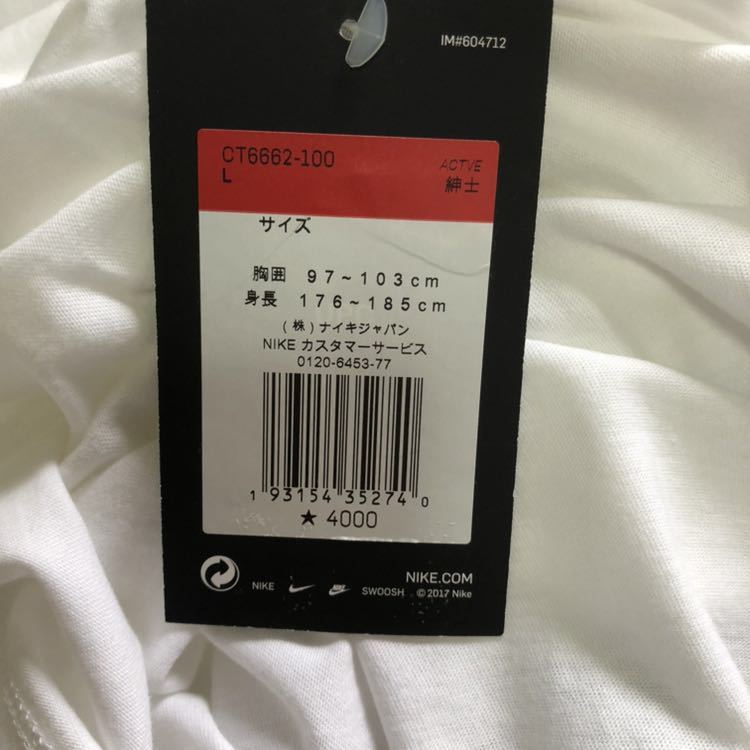 IM#604712
CT6662-100
L
ACTVE
紳士
サイズ
胸囲 97~103cm
身長 176~185cm
(株)ナイキジャパン
NIKE カスタマーサービス
0120-6453-77
1 93154 35274 0
★ 4000
NIKE SWOOSH
NIKE.COM
© 2017 Nike